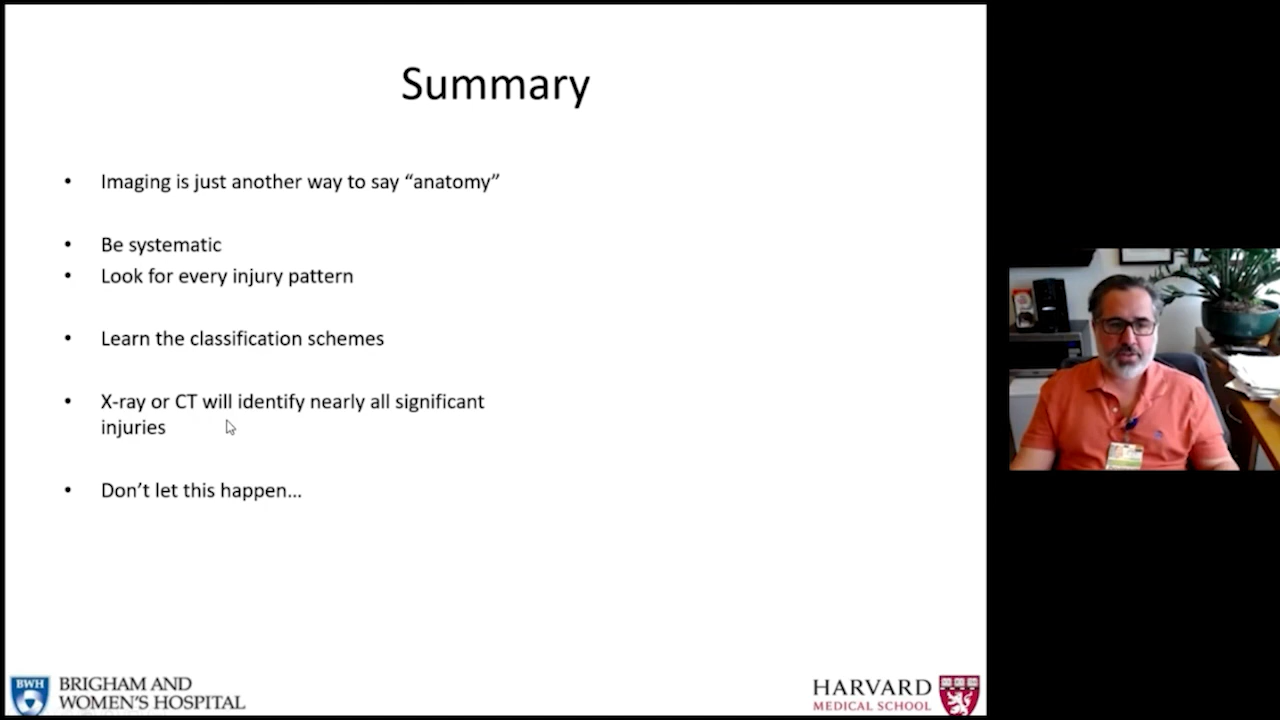 Summary
• Imaging is just another way to say “anatomy”
• Be systematic
• Look for every injury pattern
• Learn the classification schemes
• X-ray or CT will identify nearly all significant
injuries
• Don’t let this happen…
BWH
BRIGHAM AND
WOMEN'S HOSPITAL
HARVARD
MEDICAL SCHOOL